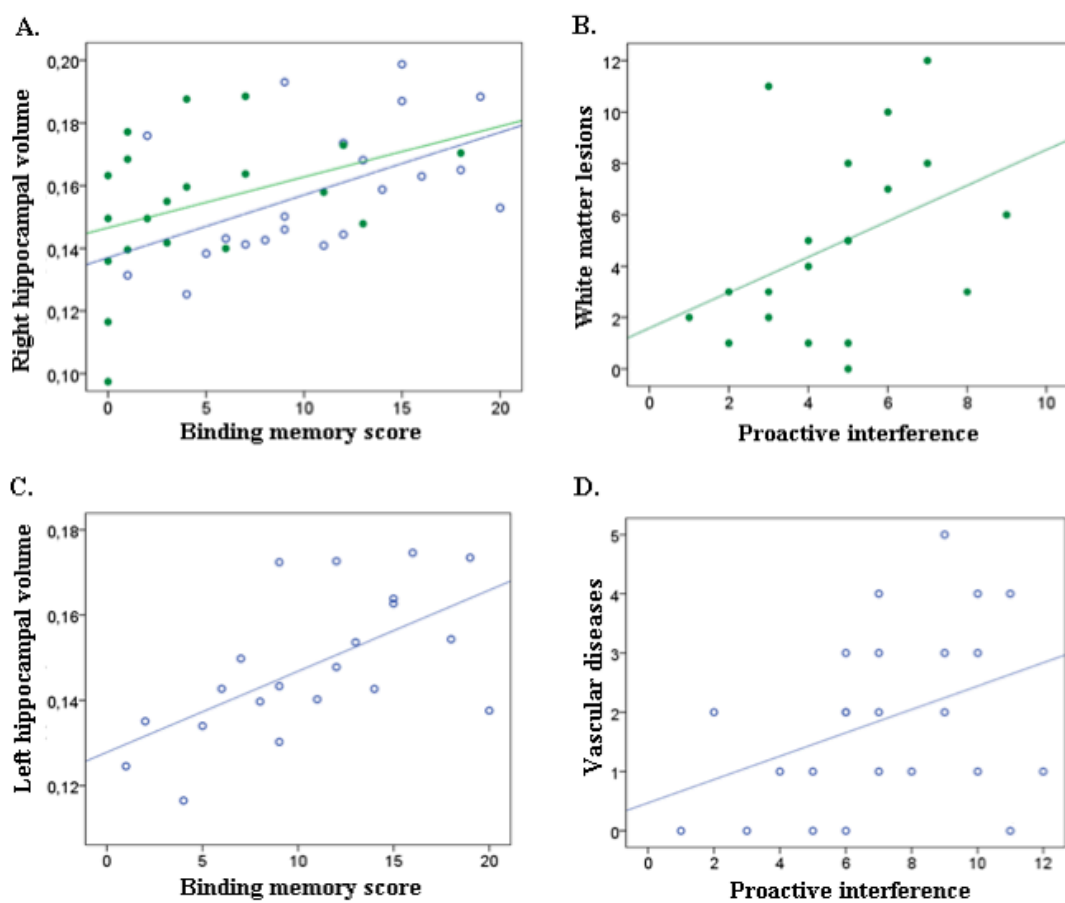 A.
Right hippocampal volume
0,20
0,18
0,16
0,14
0,12
0,10
0 5 10 15 20
Binding memory score
B.
White matter lesions
12
10
8
6
4
2
0
0 2 4 6 8 10
Proactive interference
C.
Left hippocampal volume
0,18
0,16
0,14
0,12
0 5 10 15 20
Binding memory score
D.
Vascular diseases
5
4
3
2
1
0
0 2 4 6 8 10 12
Proactive interference